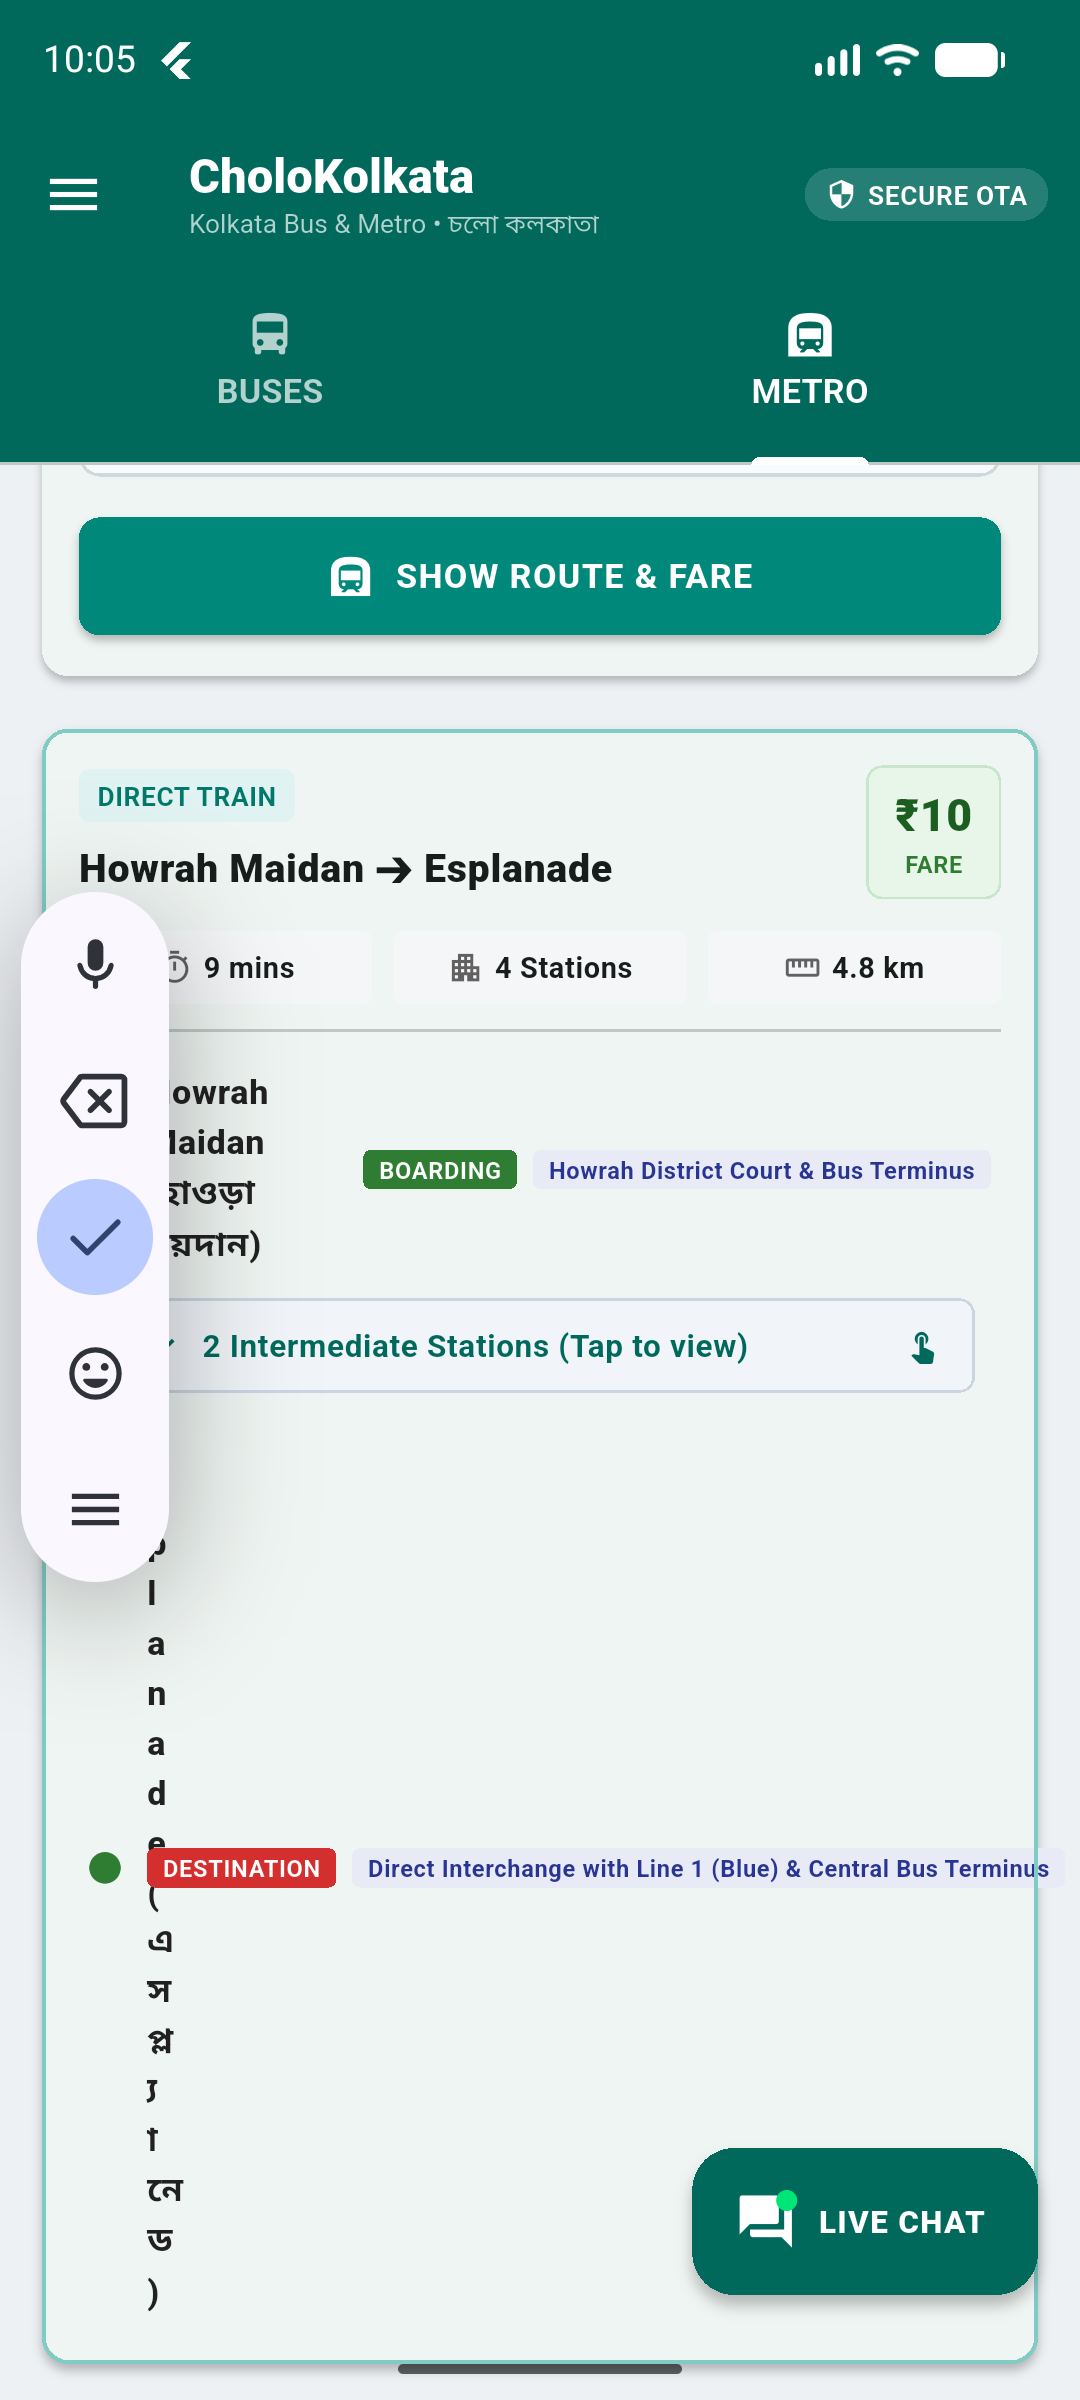 10:05
CholoKolkata
Kolkata Bus & Metro • চলো কলকাতা
SECURE OTA
BUSES
METRO
SHOW ROUTE & FARE
DIRECT TRAIN
₹10
FARE
Howrah Maidan ➔ Esplanade
9 mins
4 Stations
4.8 km
owrah
aidan
হাওড়া
য়দান)
BOARDING
Howrah District Court & Bus Terminus
2 Intermediate Stations (Tap to view)
p
l
a
n
a
d
e
(
এ
স
প্ল
্য
া
নে
ড
)
DESTINATION
Direct Interchange with Line 1 (Blue) & Central Bus Terminus
LIVE CHAT